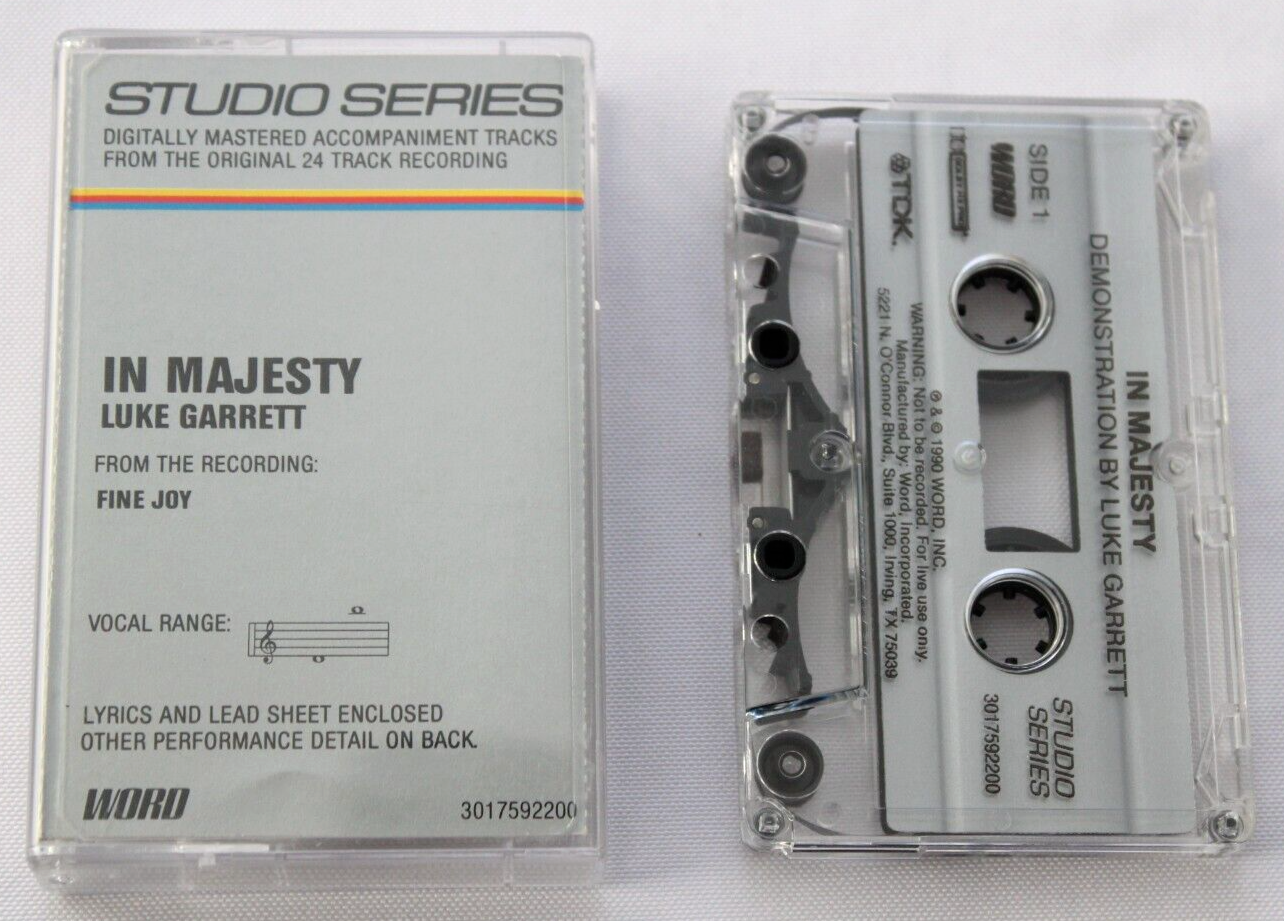 STUDIO SERIES
DIGITALLY MASTERED ACCOMPANIMENT TRACKS
FROM THE ORIGINAL 24 TRACK RECORDING
IN MAJESTY
LUKE GARRETT
FROM THE RECORDING:
FINE JOY
VOCAL RANGE:
LYRICS AND LEAD SHEET ENCLOSED
OTHER PERFORMANCE DETAIL ON BACK.
WORD
3017592200
IN MAJESTY
DEMONSTRATION BY LUKE GARRETT
SIDE 1
WORD
STUDIO
SERIES
3017592200
TDK.
℗ & © 1990 WORD, INC.
WARNING: Not to be recorded. For live use only.
Manufactured by: Word, Incorporated.
5221 N. O'Connor Blvd., Suite 1000, Irving, TX 75039